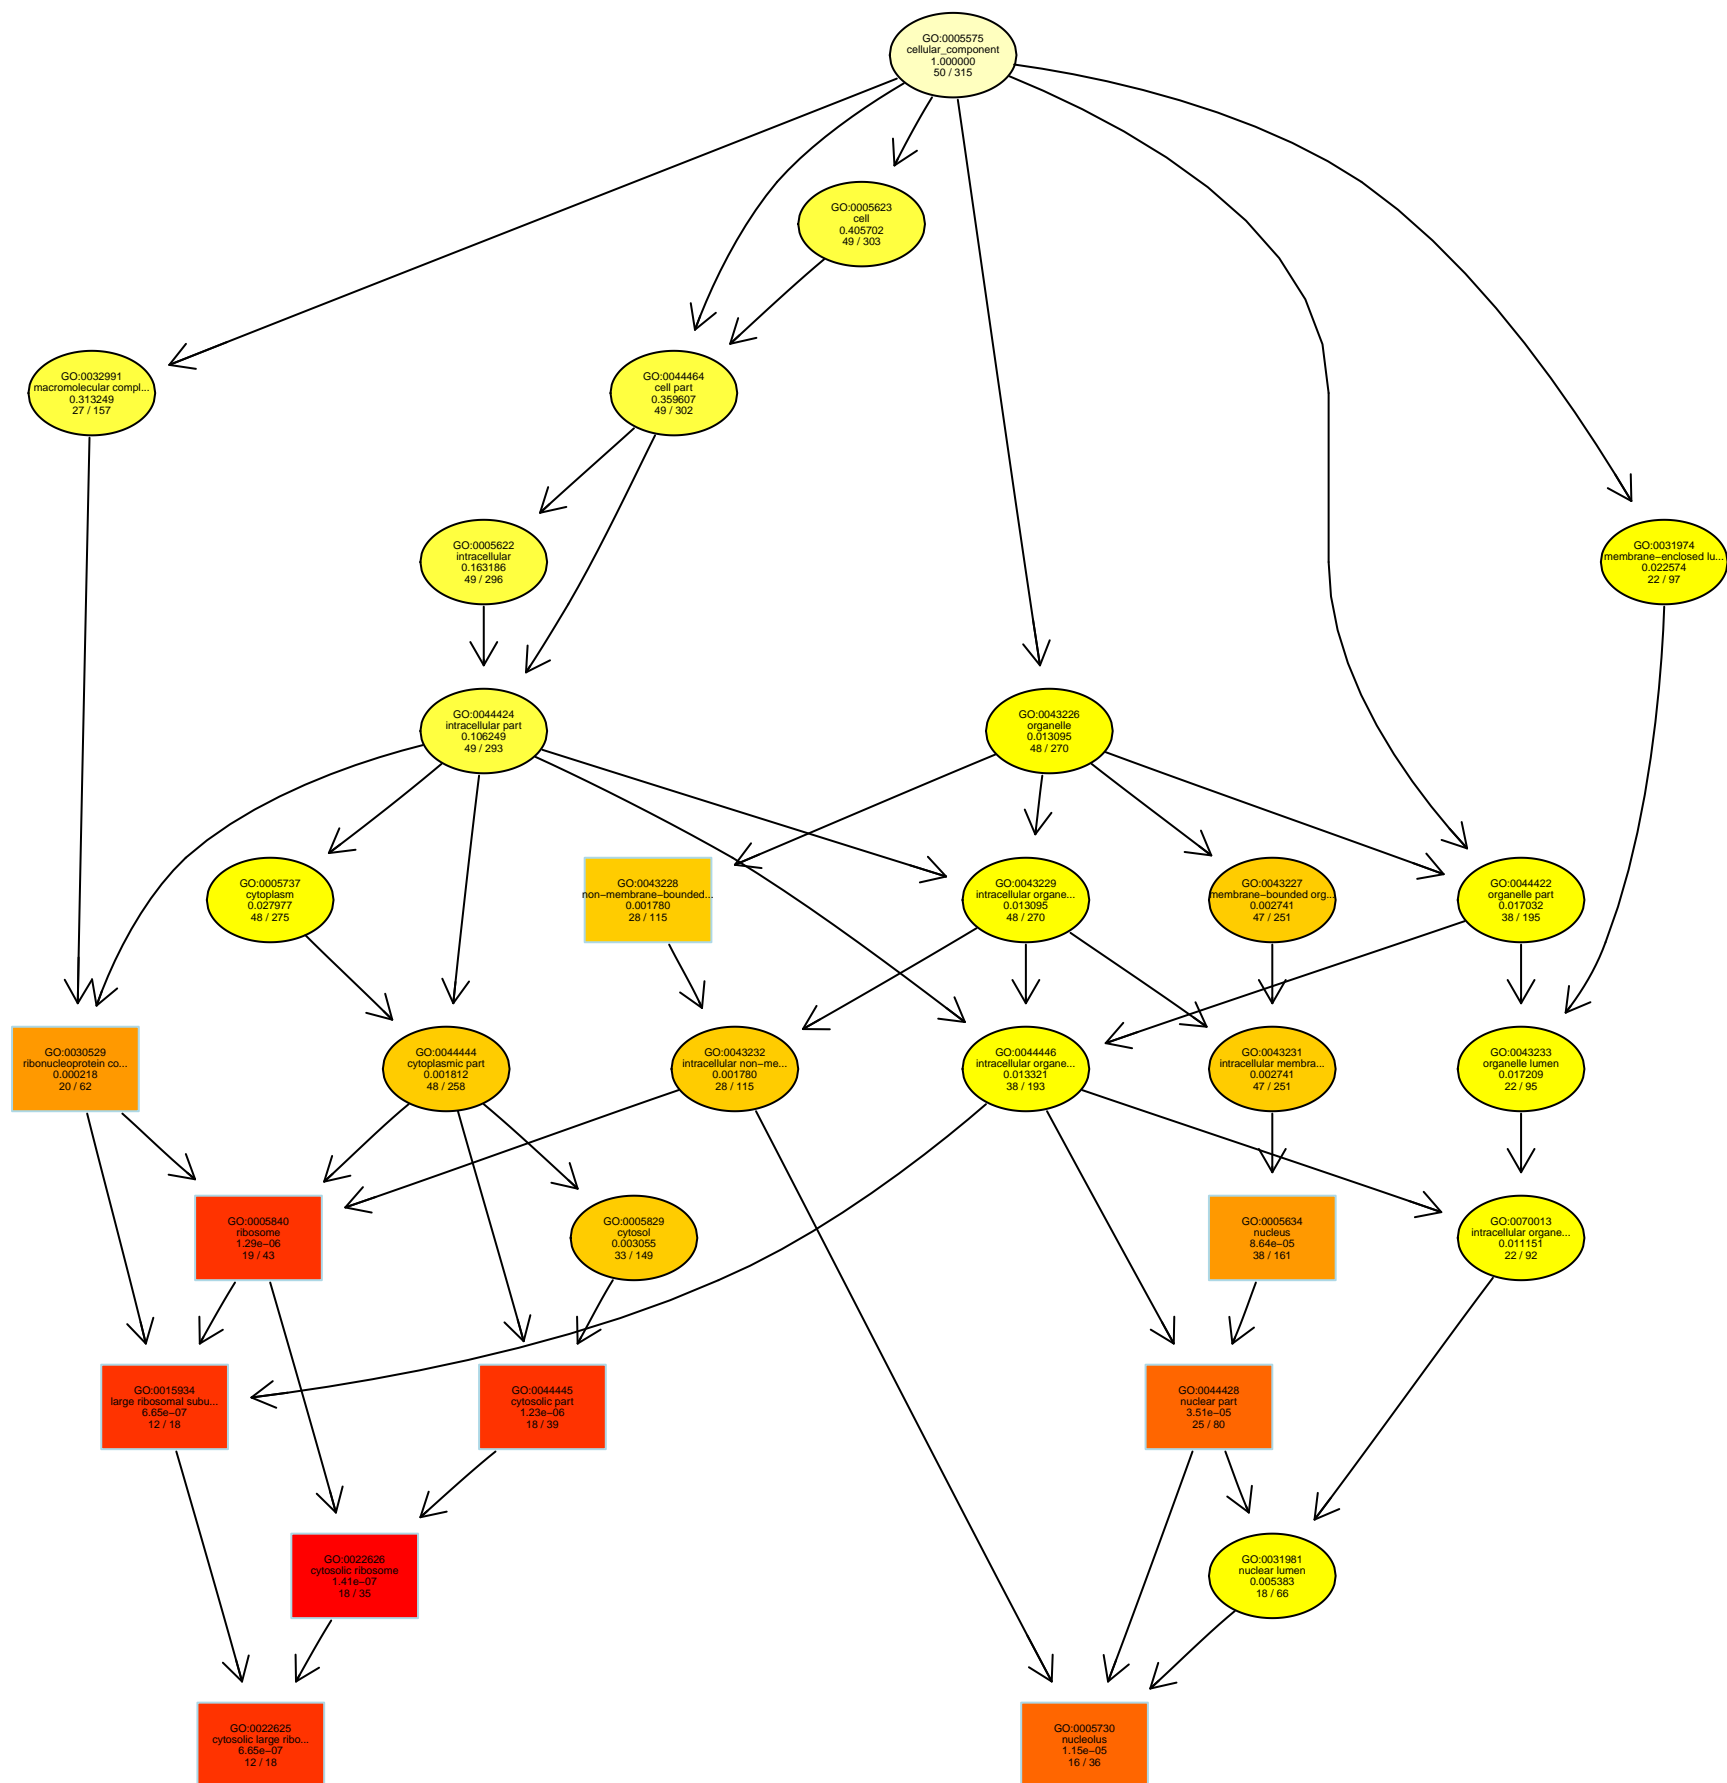 GO:0005575
cellular_component
1.000000
50 / 315
GO:0005623
cell
0.405702
49 / 303
GO:0032991
macromolecular compl...
0.313249
27 / 157
GO:0044464
cell part
0.359607
49 / 302
GO:0005622
intracellular
0.163186
49 / 296
GO:0031974
membrane−enclosed lu...
0.022574
22 / 97
GO:0044424
intracellular part
0.106249
49 / 293
GO:0043226
organelle
0.013095
48 / 270
GO:0005737
cytoplasm
0.027977
48 / 275
GO:0043228
non−membrane−bounded...
0.001780
28 / 115
GO:0043229
intracellular organe...
0.013095
48 / 270
GO:0043227
membrane−bounded org...
0.002741
47 / 251
GO:0044422
organelle part
0.017032
38 / 195
GO:0030529
ribonucleoprotein co...
0.000218
20 / 62
GO:0044444
cytoplasmic part
0.001812
48 / 258
GO:0043232
intracellular non−me...
0.001780
28 / 115
GO:0044446
intracellular organe...
0.013321
38 / 193
GO:0043231
intracellular membra...
0.002741
47 / 251
GO:0043233
organelle lumen
0.017209
22 / 95
GO:0005840
ribosome
1.29e−06
19 / 43
GO:0005829
cytosol
0.003055
33 / 149
GO:0005634
nucleus
8.64e−05
38 / 161
GO:0070013
intracellular organe...
0.011151
22 / 92
GO:0015934
large ribosomal subu...
6.65e−07
12 / 18
GO:0044445
cytosolic part
1.23e−06
18 / 39
GO:0044428
nuclear part
3.51e−05
25 / 80
GO:0022626
cytosolic ribosome
1.41e−07
18 / 35
GO:0031981
nuclear lumen
0.005383
18 / 66
GO:0022625
cytosolic large ribo...
6.65e−07
12 / 18
GO:0005730
nucleolus
1.15e−05
16 / 36